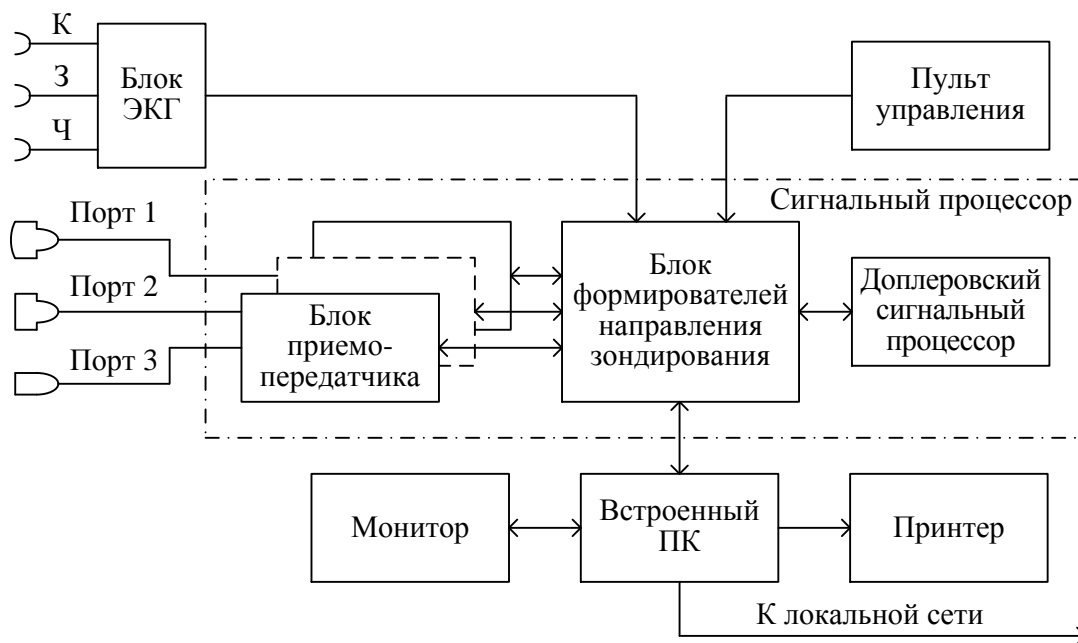 К
З
Ч
Блок
ЭКГ
Пульт
управления
Сигнальный процессор
Порт 1
Порт 2
Порт 3
Блок
приемо-
передатчика
Блок
формирователей
направления
зондирования
Доплеровский
сигнальный
процессор
Монитор
Встроенный
ПК
Принтер
К локальной сети